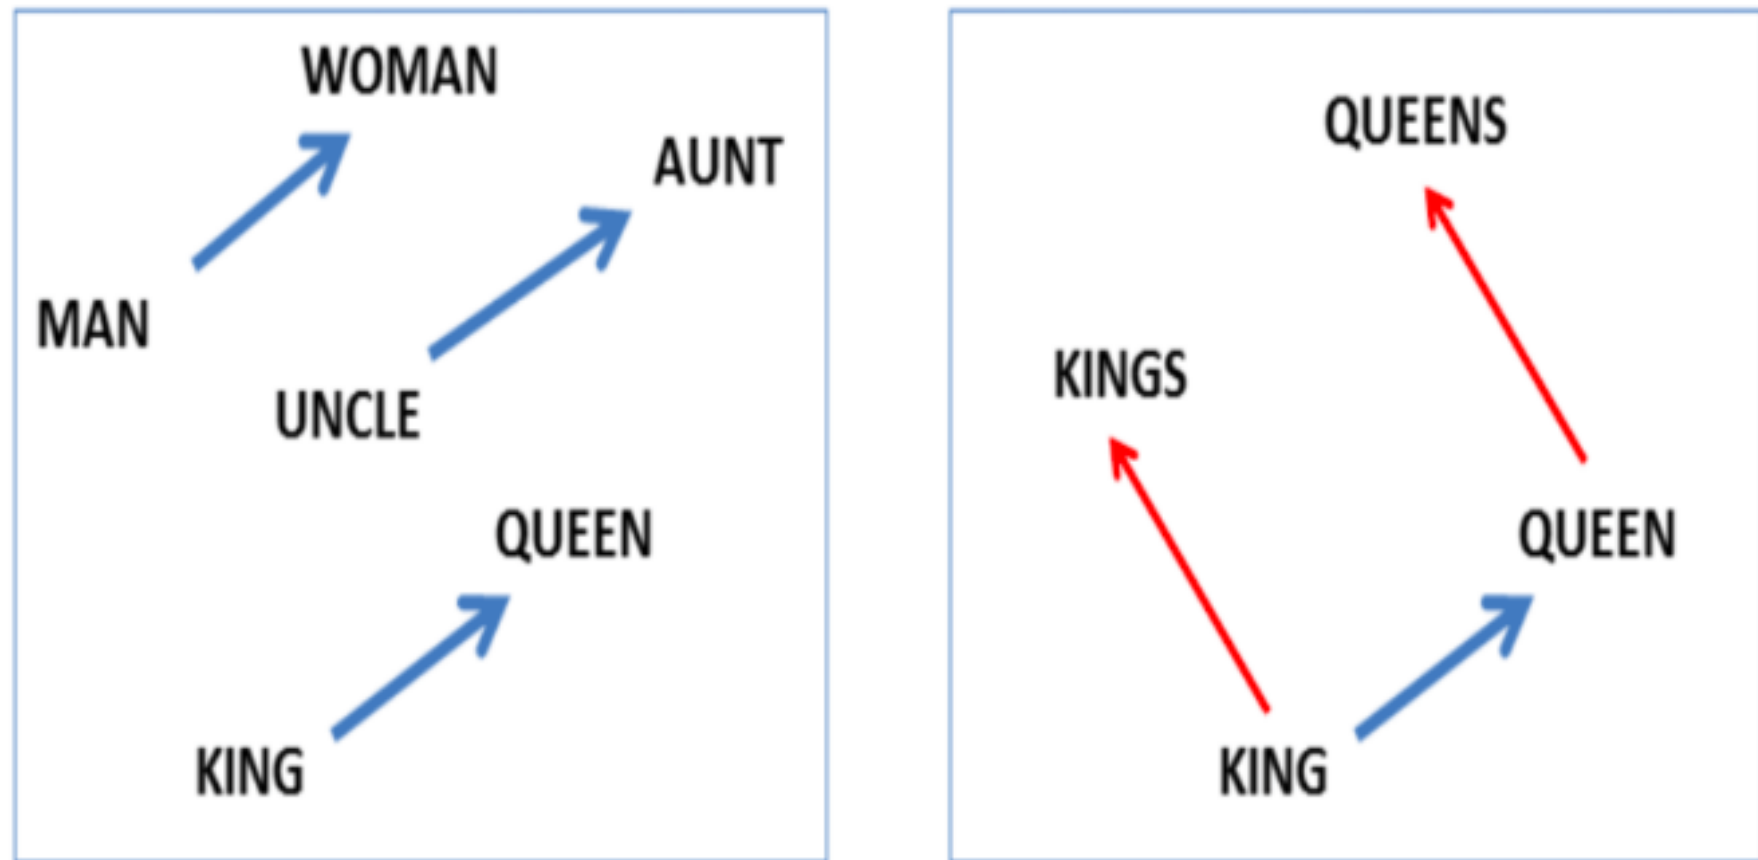 WOMAN
AUNT
MAN
UNCLE
QUEEN
KING
QUEENS
KINGS
QUEEN
KING